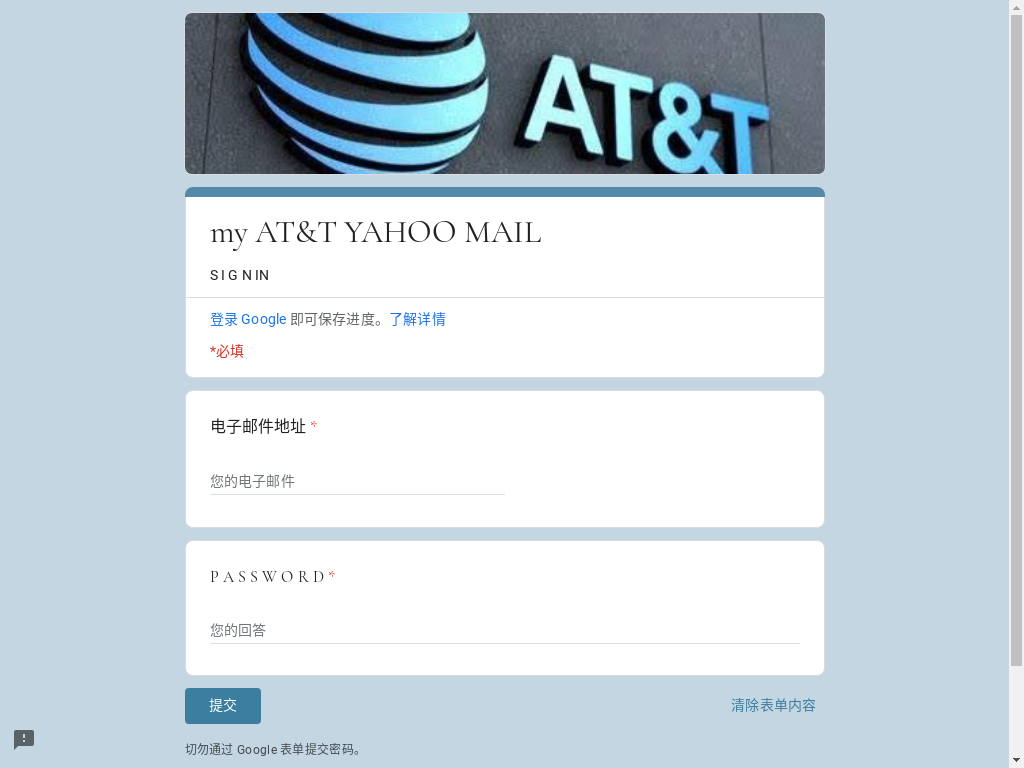 AT&T
my AT&T YAHOO MAIL
S I G N IN
登录 Google 即可保存进度。了解详情
*必填
电子邮件地址 *
您的电子邮件
P A S S W O R D *
您的回答
提交
清除表单内容
切勿通过 Google 表单提交密码。